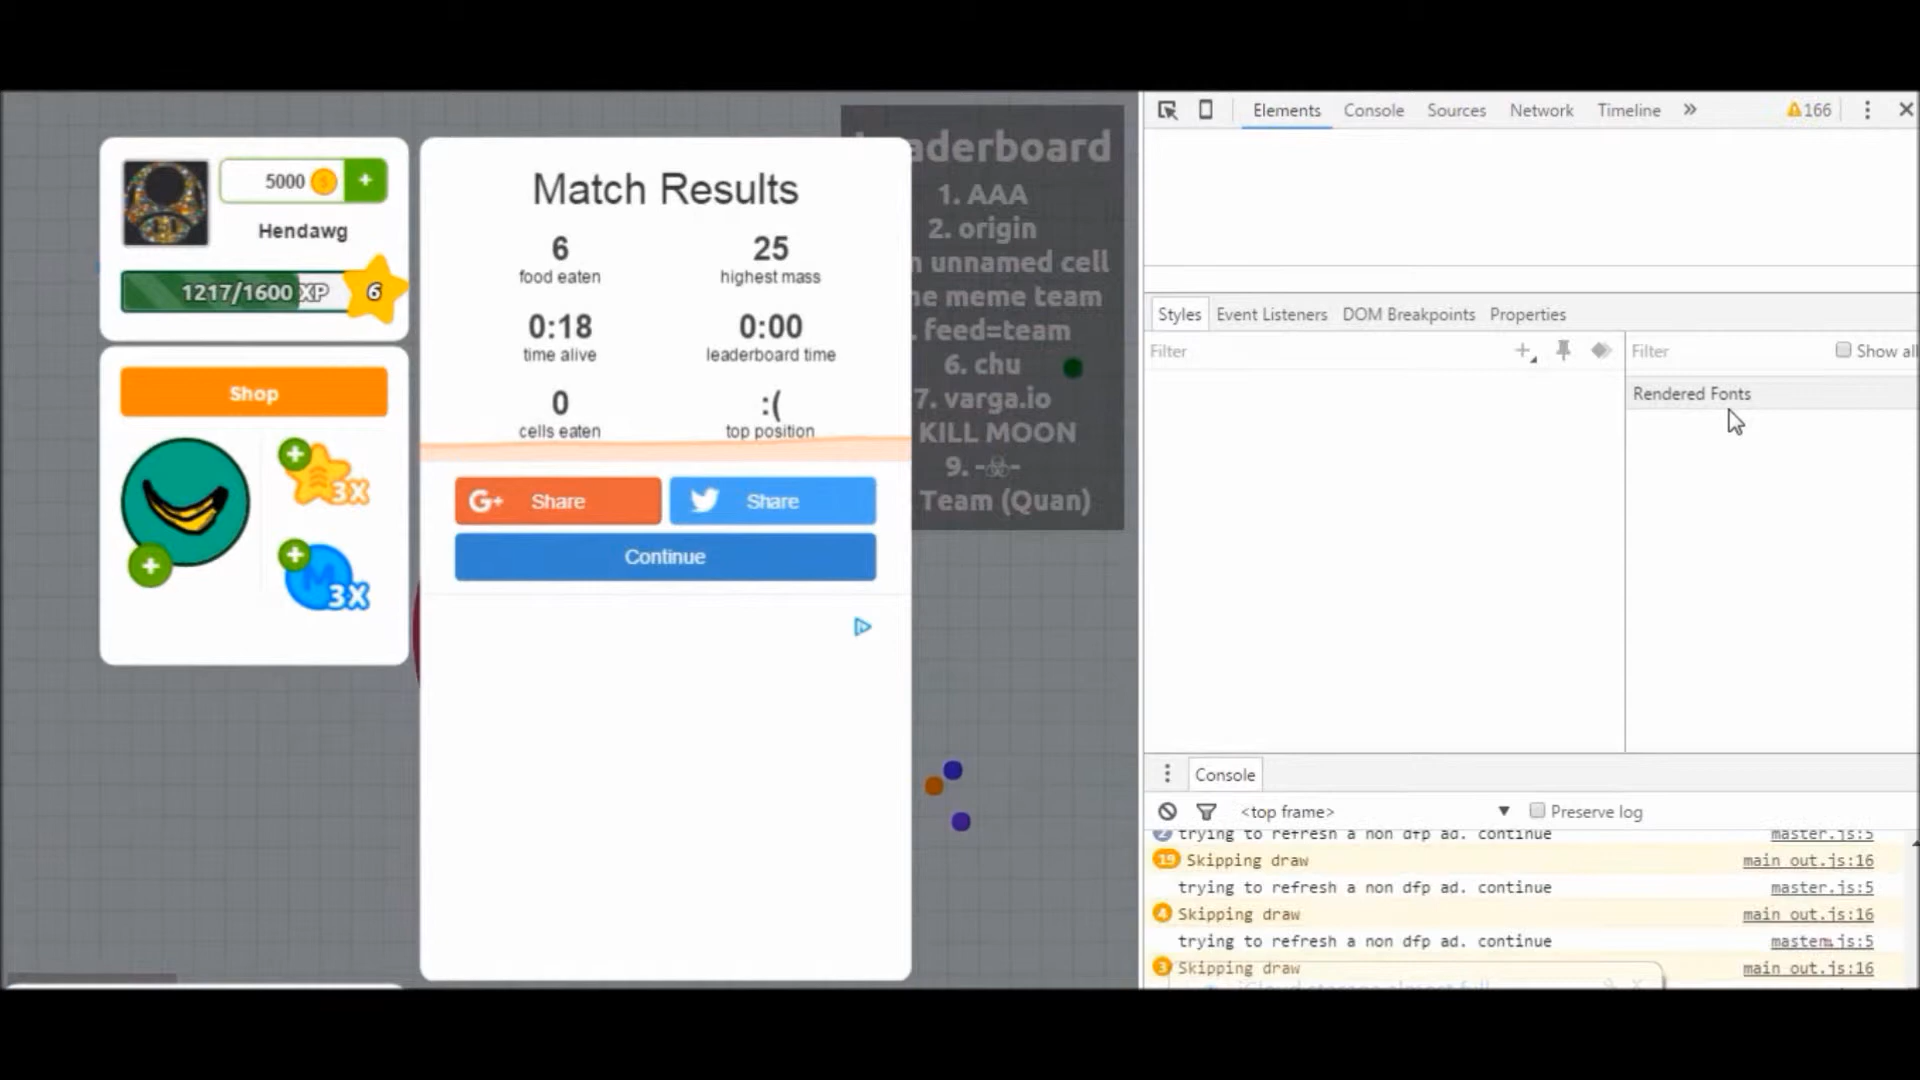 5000
+
Hendawg
1217/1600 XP
6
Shop
3X
3X
Match Results
6
food eaten
25
highest mass
0:18
time alive
0:00
leaderboard time
0
cells eaten
:(
top position
G+ Share
Share
Continue
aderboard
1. AAA
2. origin
unnamed cell
meme team
feed=team
6. chu
7. varga.io
KILL MOON
9. -☣-
Team (Quan)
Elements Console Sources Network Timeline » 166
Styles Event Listeners DOM Breakpoints Properties
Filter
Filter Show all
Rendered Fonts
Console
<top frame> Preserve log
2 trying to refresh a non dfp ad. continue master.js:5
19 Skipping draw main_out.js:16
trying to refresh a non dfp ad. continue master.js:5
4 Skipping draw main_out.js:16
trying to refresh a non dfp ad. continue master.js:5
3 Skipping draw main_out.js:16